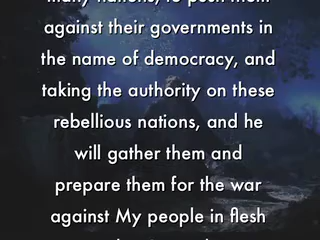 many nations, to push them
against their governments in
the name of democracy, and
taking the authority on these
rebellious nations, and he
will gather them and
prepare them for the war
against My people in flesh